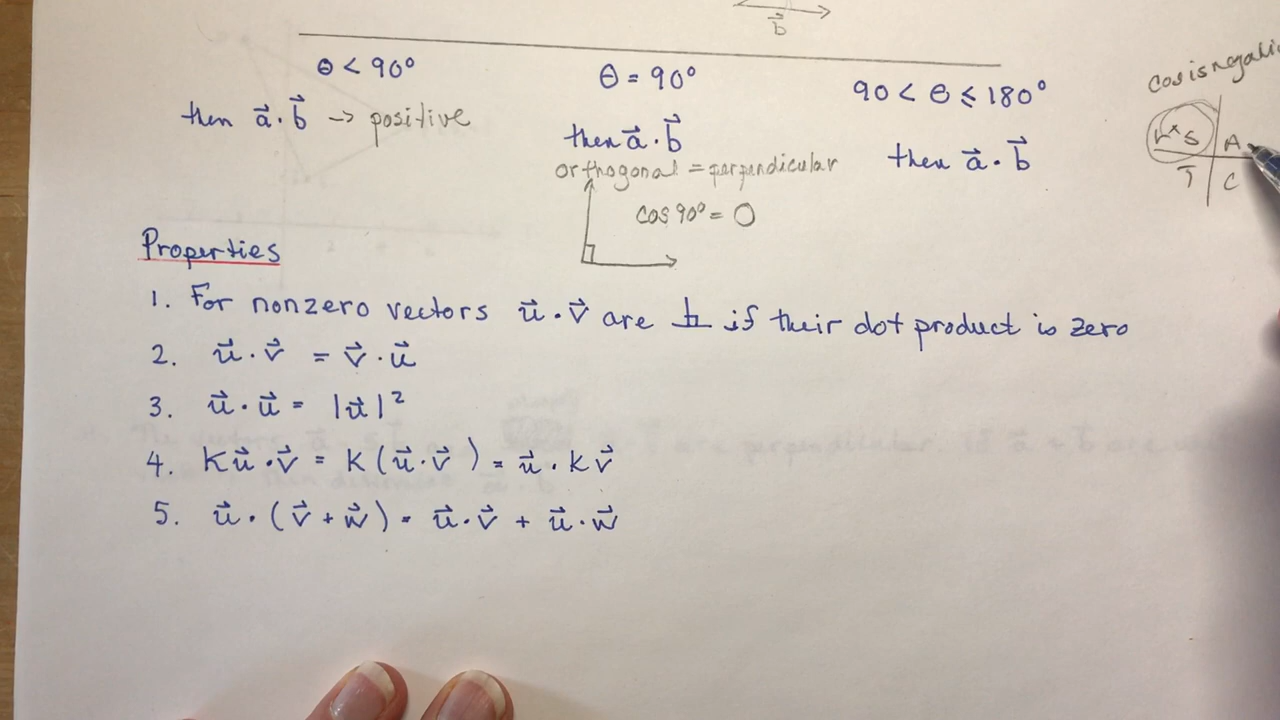 b⃗
θ < 90°
then a⃗ · b⃗ → positive
θ = 90°
then a⃗ · b⃗
orthogonal = perpendicular
cos 90° = 0
90 < θ ≤ 180°
then a⃗ · b⃗
cos is
S A
T C
Properties
1. For nonzero vectors u⃗ · v⃗ are ⊥ if their dot product is zero
2. u⃗ · v⃗ = v⃗ · u⃗
3. u⃗ · u⃗ = |u⃗|²
4. Ku⃗ · v⃗ = K(u⃗ · v⃗) = u⃗ · Kv⃗
5. u⃗ · (v⃗ + w⃗) = u⃗ · v⃗ + u⃗ · w⃗